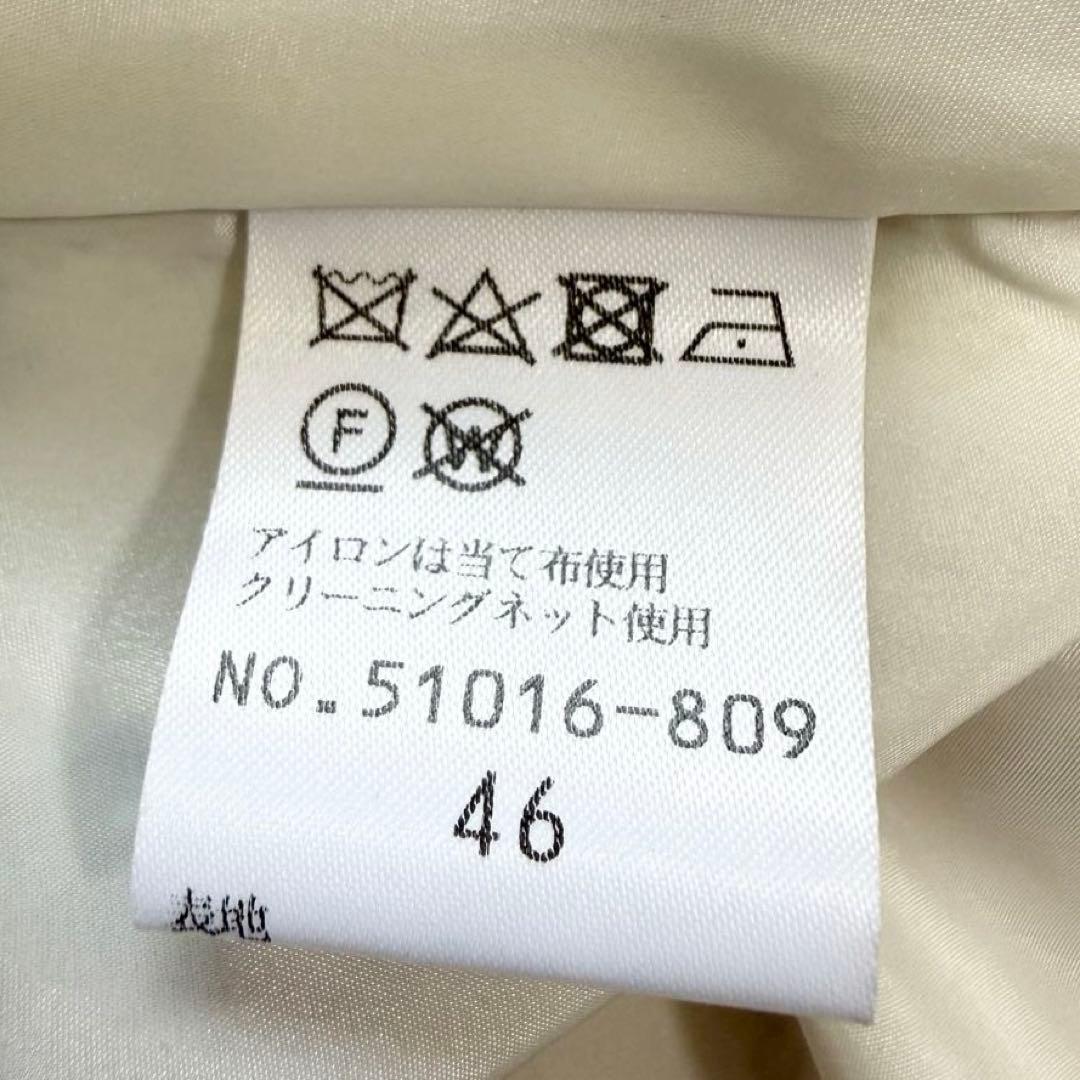 F W
アイロンは当て布使用
クリーニングネット使用
NO.51016-809
46
表地